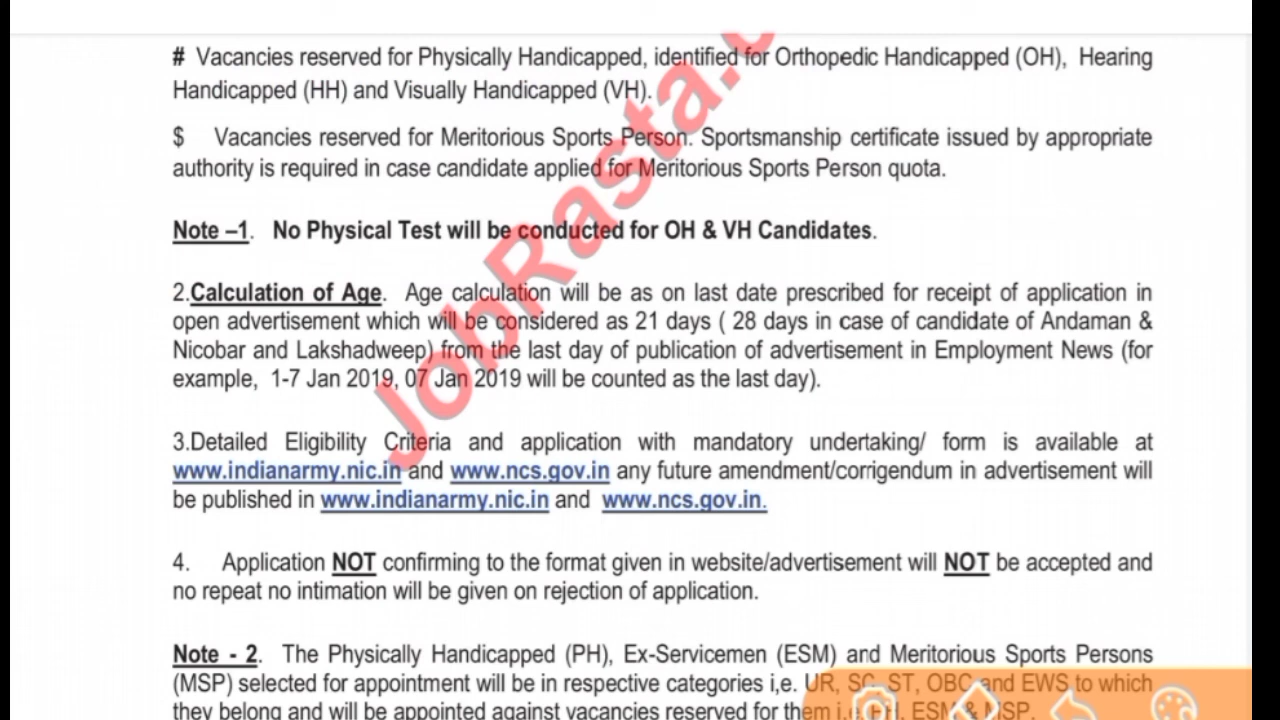 # Vacancies reserved for Physically Handicapped, identified for Orthopedic Handicapped (OH), Hearing
Handicapped (HH) and Visually Handicapped (VH).
$ Vacancies reserved for Meritorious Sports Person. Sportsmanship certificate issued by appropriate
authority is required in case candidate applied for Meritorious Sports Person quota.
Note –1. No Physical Test will be conducted for OH & VH Candidates.
2.Calculation of Age. Age calculation will be as on last date prescribed for receipt of application in
open advertisement which will be considered as 21 days ( 28 days in case of candidate of Andaman &
Nicobar and Lakshadweep) from the last day of publication of advertisement in Employment News (for
example, 1-7 Jan 2019, 07 Jan 2019 will be counted as the last day).
3.Detailed Eligibility Criteria and application with mandatory undertaking/ form is available at
www.indianarmy.nic.in and www.ncs.gov.in any future amendment/corrigendum in advertisement will
be published in www.indianarmy.nic.in and www.ncs.gov.in.
4. Application NOT confirming to the format given in website/advertisement will NOT be accepted and
no repeat no intimation will be given on rejection of application.
Note - 2. The Physically Handicapped (PH), Ex-Servicemen (ESM) and Meritorious Sports Persons
(MSP) selected for appointment will be in respective categories i,e. UR, SC, ST, OBC and EWS to which
they belong and will be appointed against vacancies reserved for them i.e. PH, ESM & MSP.
JobRasta.